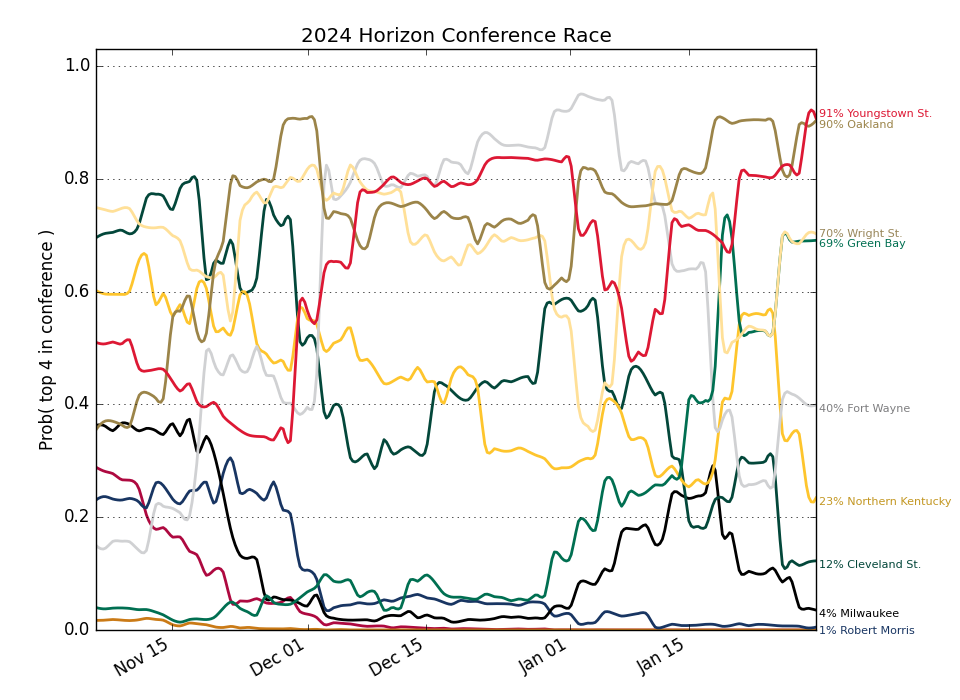 2024 Horizon Conference Race
Prob( top 4 in conference )
1.0
0.8
0.6
0.4
0.2
0.0
Nov 15
Dec 01
Dec 15
Jan 01
Jan 15
91% Youngstown St.
90% Oakland
70% Wright St.
69% Green Bay
40% Fort Wayne
23% Northern Kentucky
12% Cleveland St.
4% Milwaukee
1% Robert Morris